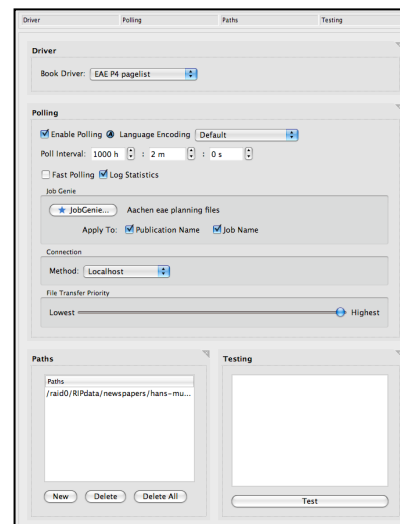 Driver Polling Paths Testing
Driver
Book Driver: EAE P4 pagelist
Polling
Enable Polling Language Encoding Default
Poll Interval: 1000 h : 2 m : 0 s
Fast Polling Log Statistics
Job Genie
★ JobGenie... Aachen eae planning files
Apply To: Publication Name Job Name
Connection
Method: Localhost
File Transfer Priority
Lowest Highest
Paths
Paths
/raid0/RIPdata/newspapers/hans-mu...
New Delete Delete All
Testing
Test